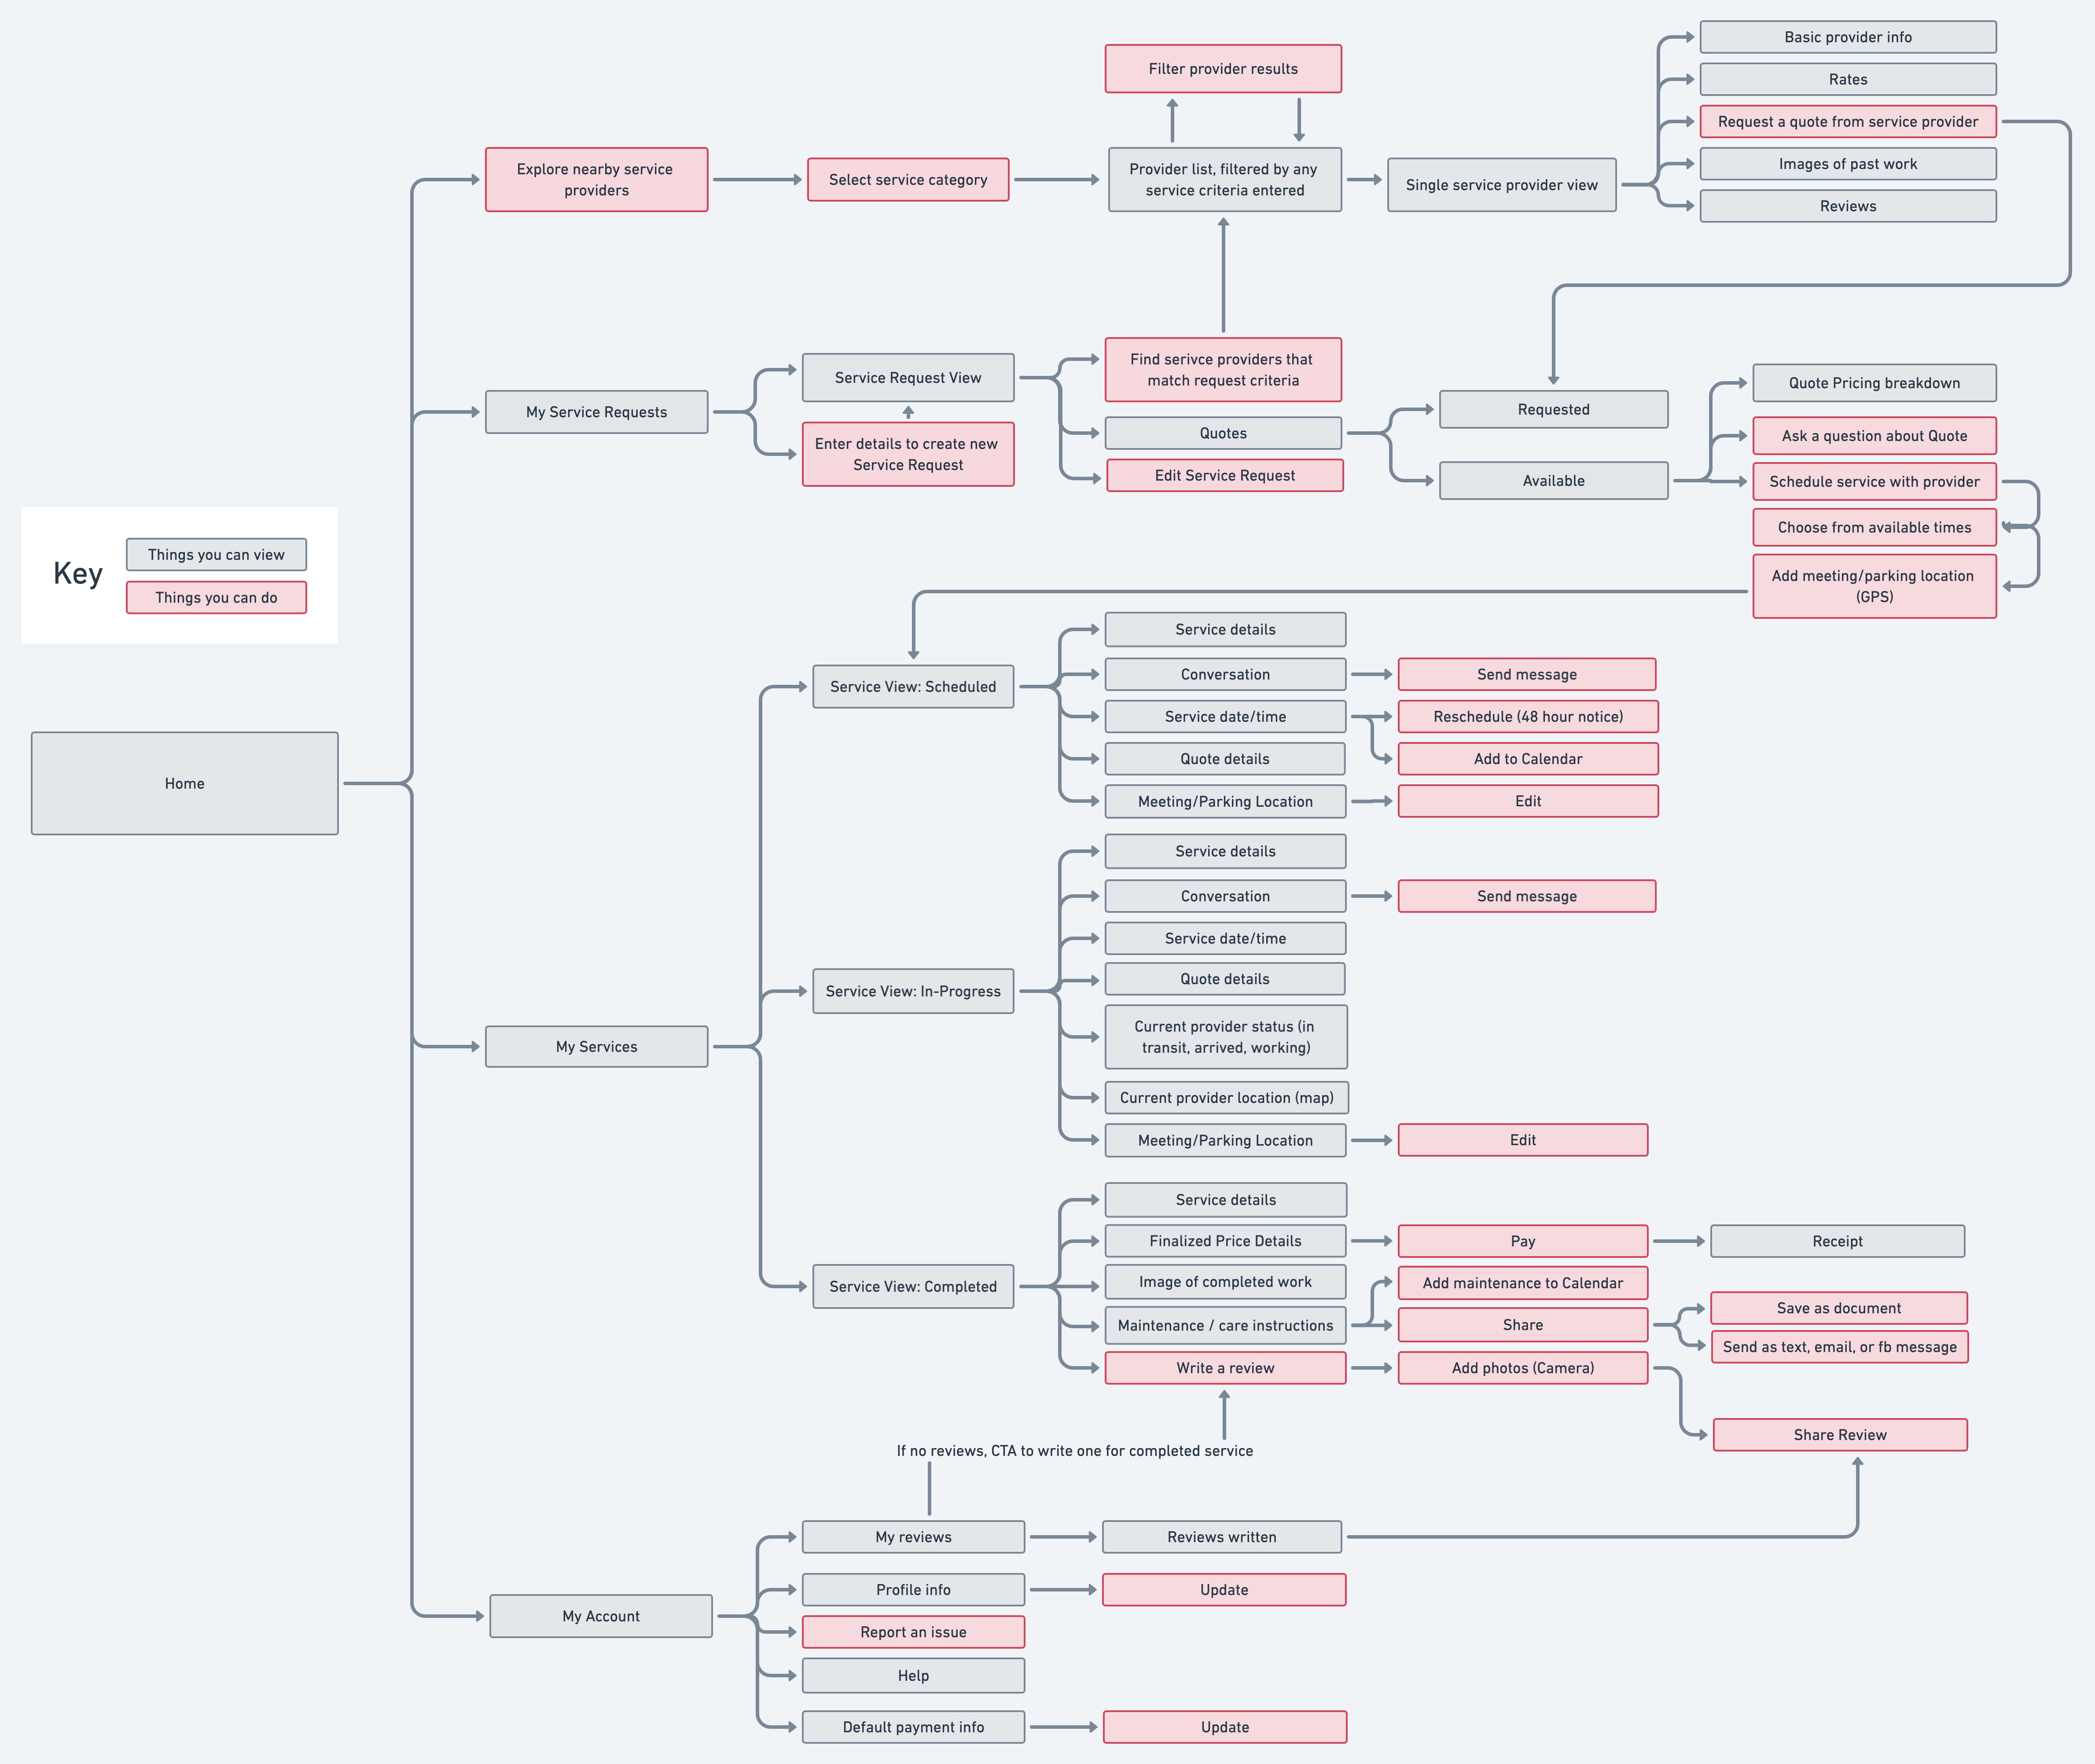 Basic provider info
Filter provider results
Rates
Request a quote from service provider
Explore nearby service
providers
Select service category
Provider list, filtered by any
service criteria entered
Single service provider view
Images of past work
Reviews
Find serivce providers that
match request criteria
Service Request View
My Service Requests
Enter details to create new
Service Request
Quotes
Edit Service Request
Requested
Available
Quote Pricing breakdown
Ask a question about Quote
Schedule service with provider
Choose from available times
Add meeting/parking location
(GPS)
Key
Things you can view
Things you can do
Home
Service View: Scheduled
Service details
Conversation
Send message
Service date/time
Reschedule (48 hour notice)
Quote details
Add to Calendar
Meeting/Parking Location
Edit
My Services
Service View: In-Progress
Service details
Conversation
Send message
Service date/time
Quote details
Current provider status (in
transit, arrived, working)
Current provider location (map)
Meeting/Parking Location
Edit
Service View: Completed
Service details
Finalized Price Details
Pay
Receipt
Image of completed work
Add maintenance to Calendar
Maintenance / care instructions
Share
Save as document
Send as text, email, or fb message
Write a review
Add photos (Camera)
Share Review
If no reviews, CTA to write one for completed service
My reviews
Reviews written
Profile info
Update
My Account
Report an issue
Help
Default payment info
Update